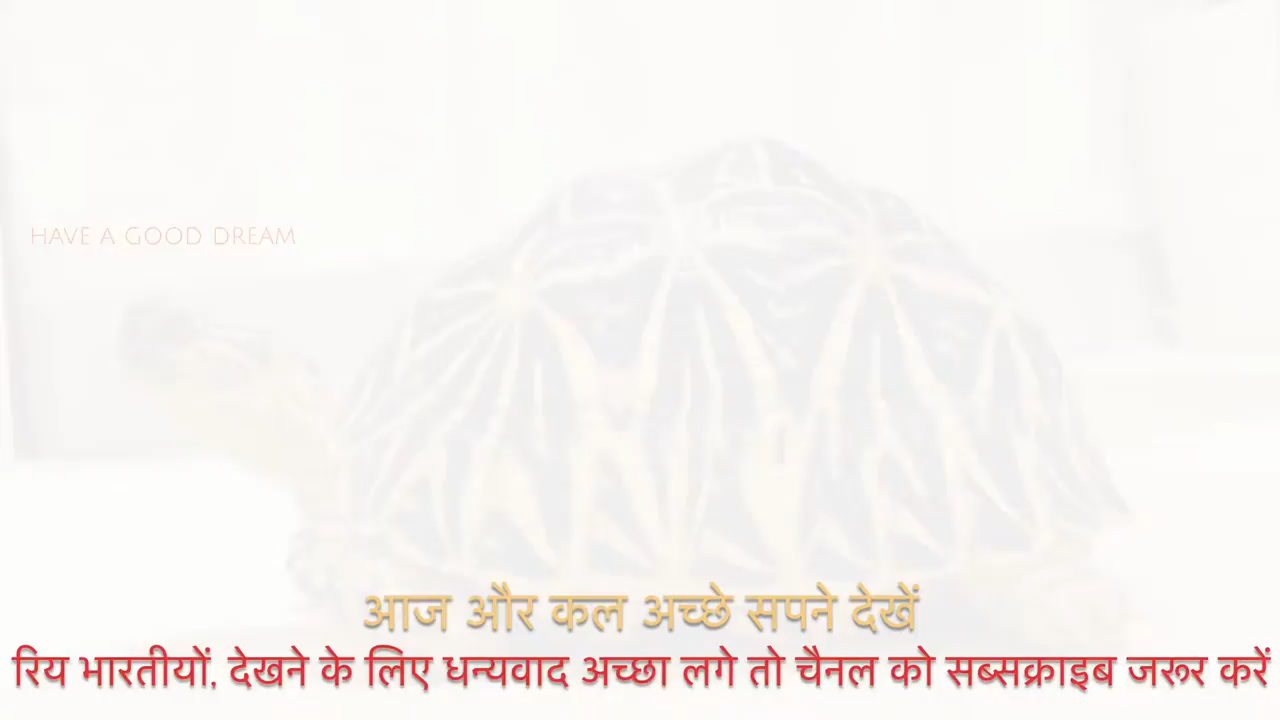 HAVE A GOOD DREAM
आज और कल अच्छे सपने देखें
रिय भारतीयों, देखने के लिए धन्यवाद अच्छा लगे तो चैनल को सब्सक्राइब जरूर करें